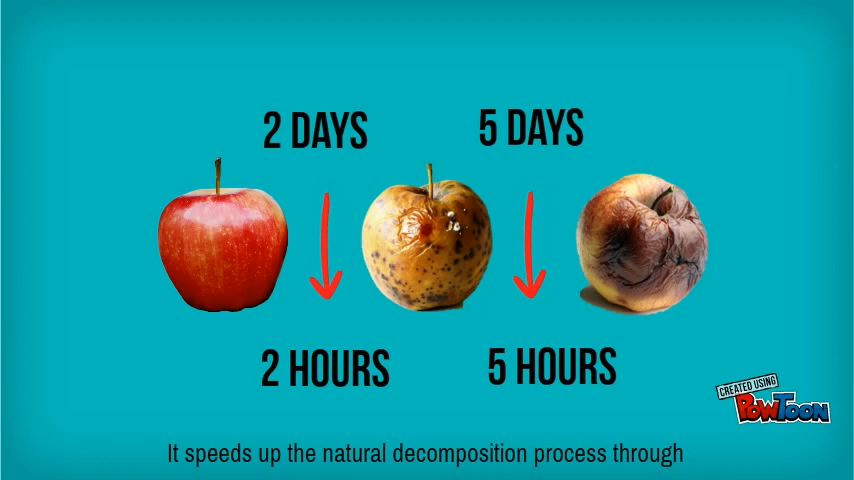 2 DAYS
5 DAYS
2 HOURS
5 HOURS
CREATED USING
POWTOON
It speeds up the natural decomposition process through